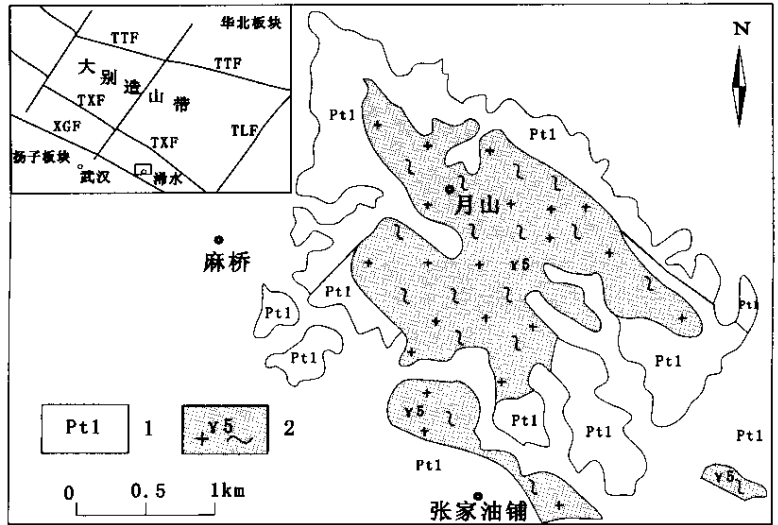 华北板块
TTF
TTF
大别造山带
TXF
XGF
TXF
TLF
扬子板块
武汉
浠水
N
Pt1
Pt1
月山
麻桥
γ5
Pt1
Pt1
Pt1
Pt1
Pt1
γ5
Pt1
Pt1
Pt1
Pt1
γ5
Pt1 1
γ5 2
0 0.5 1km
张家油铺